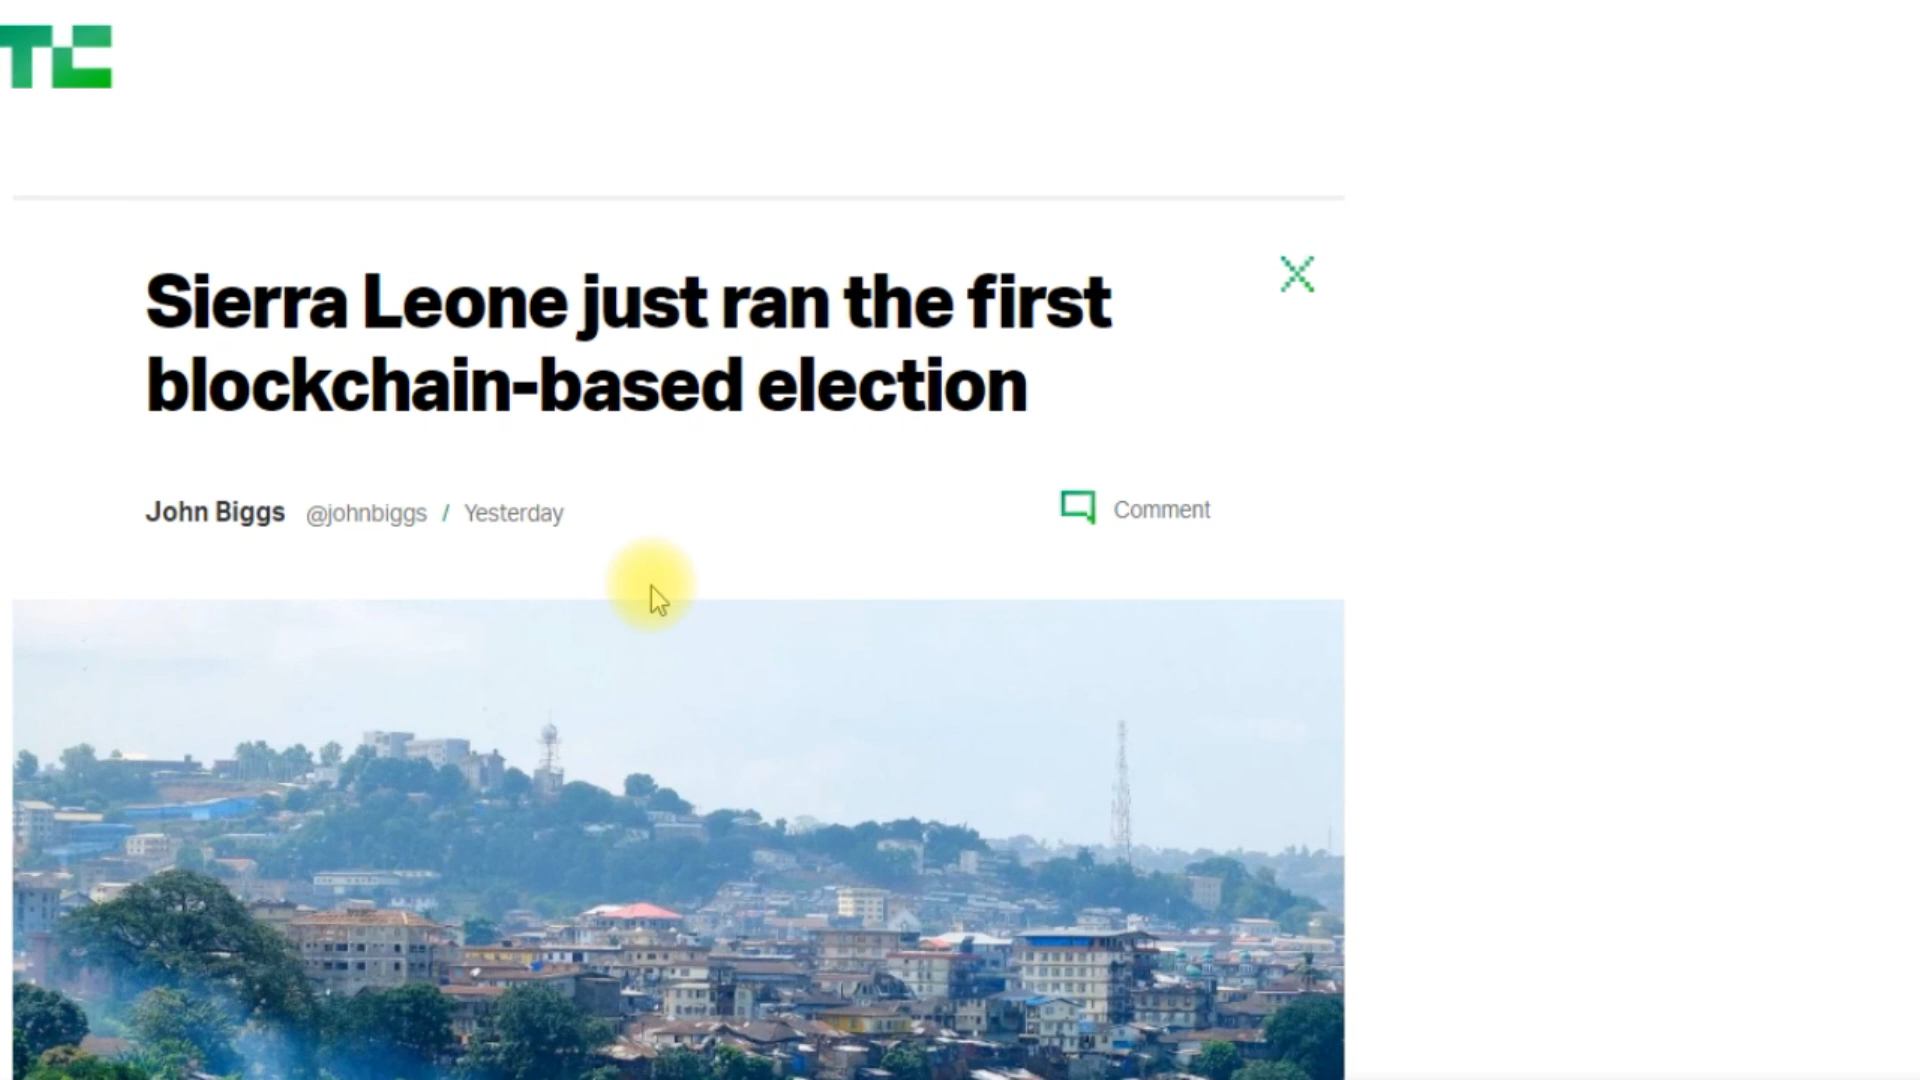 TC
Sierra Leone just ran the first
blockchain-based election
John Biggs @johnbiggs / Yesterday
Comment